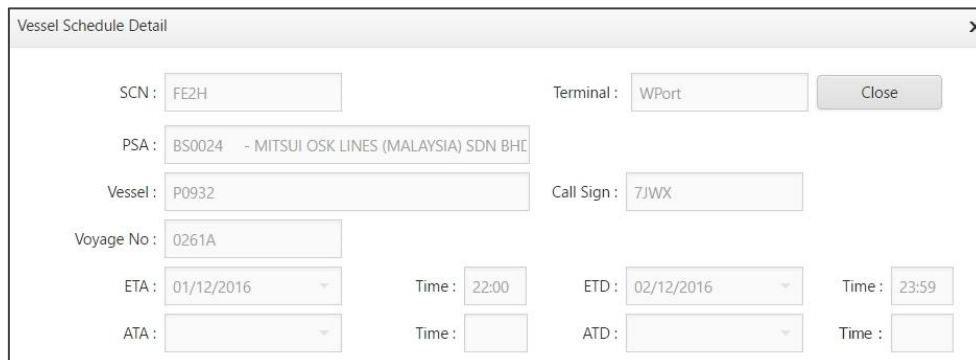 Vessel Schedule Detail x
SCN : FE2H Terminal : WPort Close
PSA : BS0024 - MITSUI OSK LINES (MALAYSIA) SDN BHD
Vessel : P0932 Call Sign : 7JWX
Voyage No : 0261A
ETA : 01/12/2016 Time : 22:00 ETD : 02/12/2016 Time : 23:59
ATA : Time : ATD : Time :